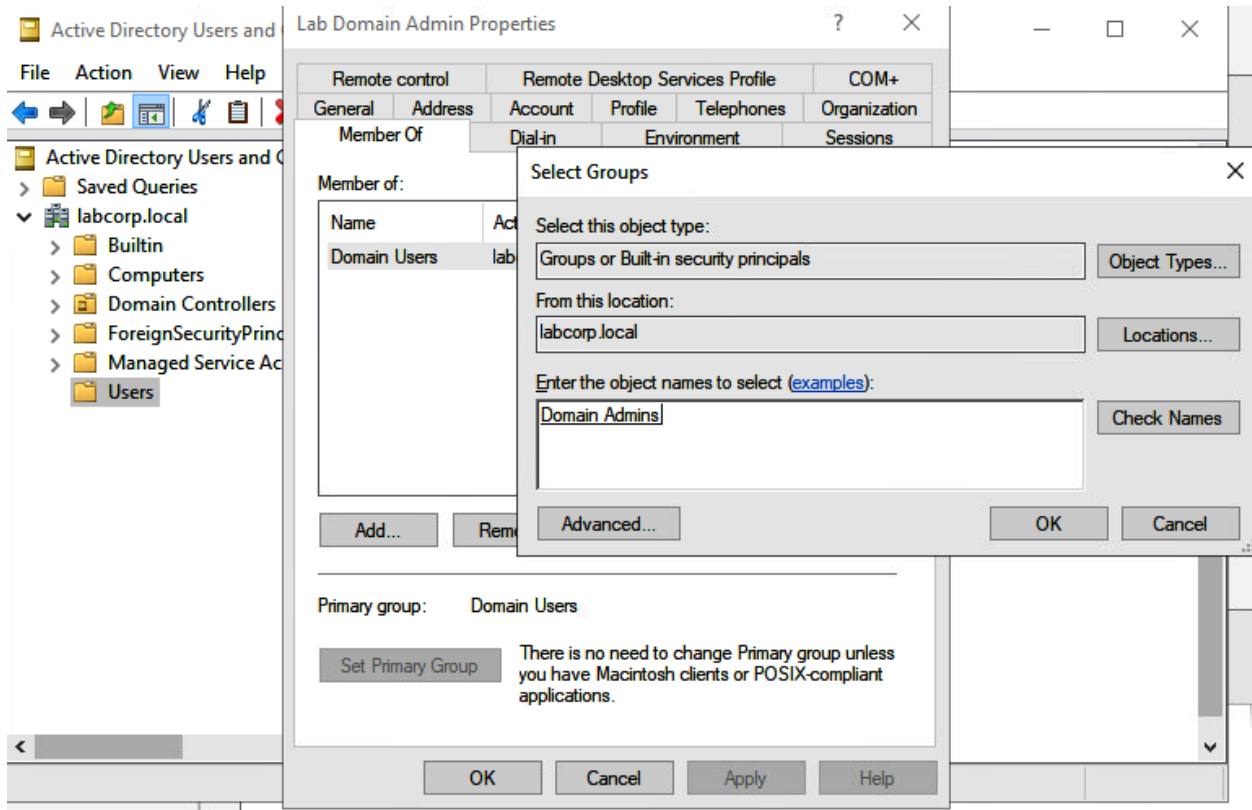 Active Directory Users and
File Action View Help
Active Directory Users and
Saved Queries
labcorp.local
Builtin
Computers
Domain Controllers
ForeignSecurityPrinc
Managed Service Ac
Users
Lab Domain Admin Properties ?
Remote control Remote Desktop Services Profile COM+
General Address Account Profile Telephones Organization
Member Of Dial-in Environment Sessions
Member of:
Name Act
Domain Users lab
Add... Rem
Primary group: Domain Users
Set Primary Group
There is no need to change Primary group unless
you have Macintosh clients or POSIX-compliant
applications.
OK Cancel Apply Help
Select Groups
Select this object type:
Groups or Built-in security principals Object Types...
From this location:
labcorp.local Locations...
Enter the object names to select (examples):
Domain Admins Check Names
Advanced... OK Cancel